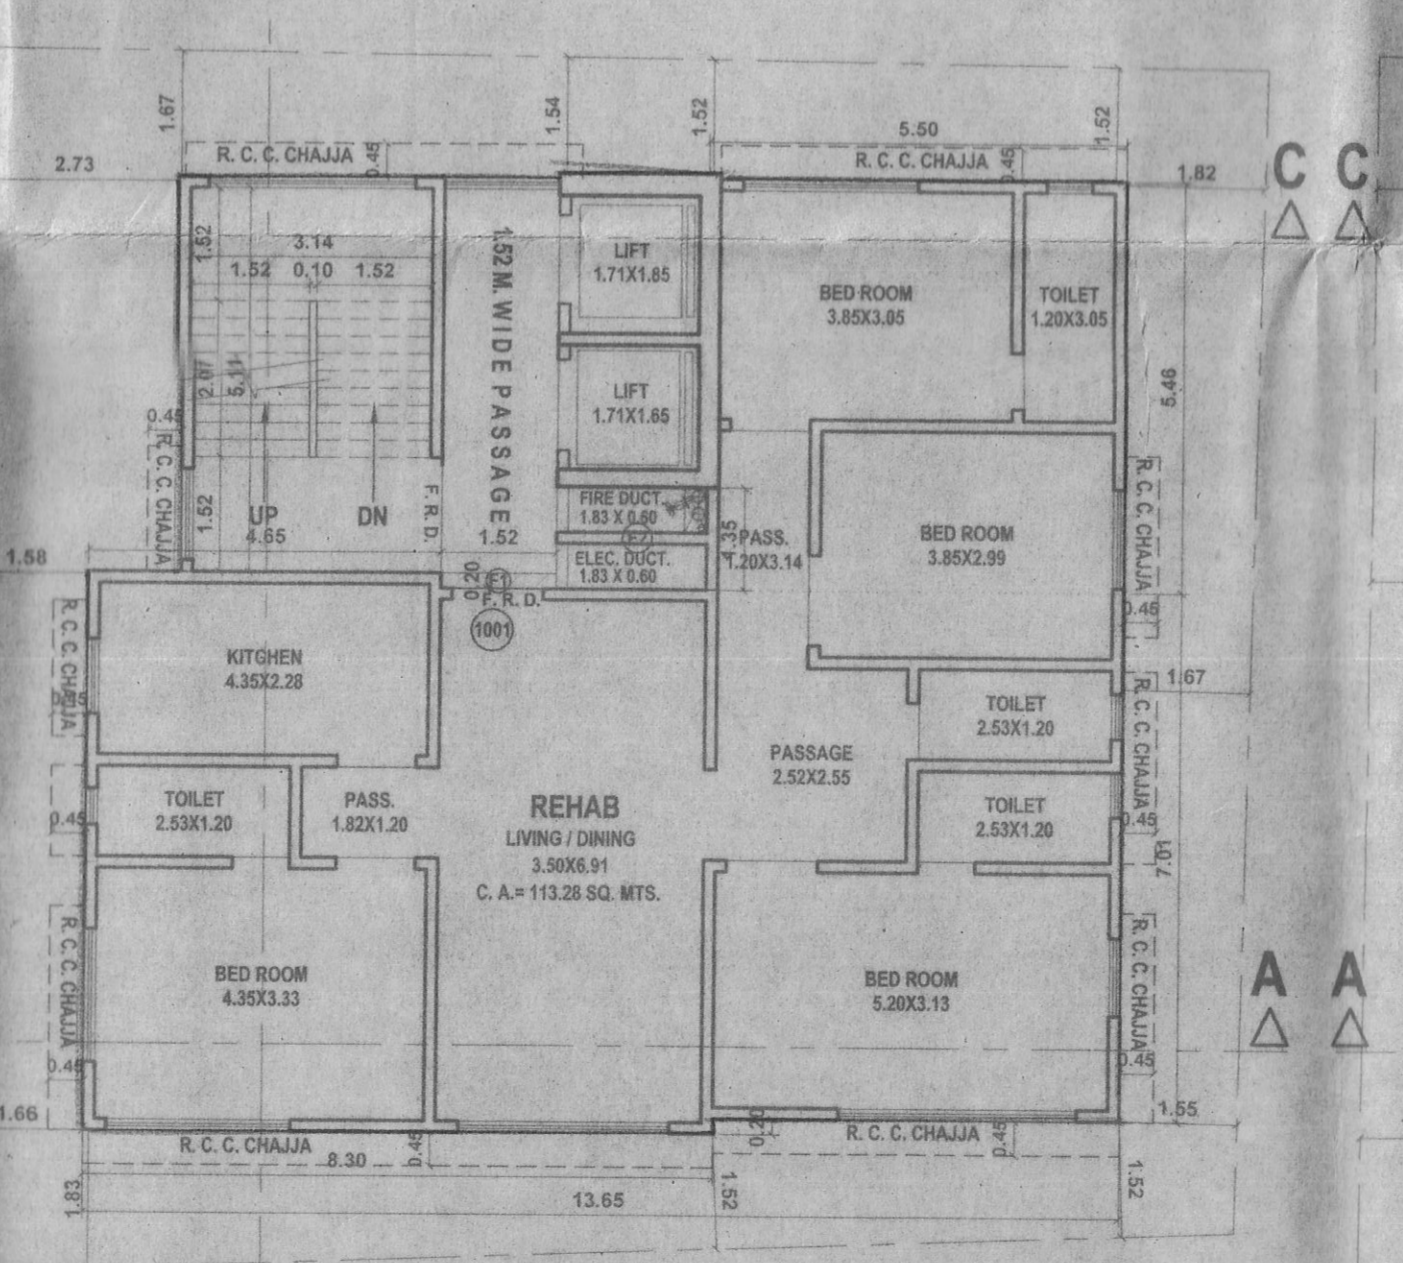 1.67
1.54
1.52
5.50
1.52
2.73
R. C. C. CHAJJA
0.45
R. C. C. CHAJJA
0.45
1.82
C C
1.52
3.14
1.52 0.10 1.52
1.52 M. WIDE PASSAGE
LIFT
1.71X1.85
BED ROOM
3.85X3.05
TOILET
1.20X3.05
2.07
5.11
LIFT
1.71X1.65
5.46
0.45
R. C. C. CHAJJA
1.52
UP
4.65
DN
F. R. D.
1.52
FIRE DUCT.
1.83 X 0.60
ELEC. DUCT.
1.83 X 0.60
4.35
PASS.
1.20X3.14
BED ROOM
3.85X2.99
R. C. C. CHAJJA
0.45
1.58
0.20
F. R. D.
1001
R. C. C. CHAJJA
0.45
KITGHEN
4.35X2.28
TOILET
2.53X1.20
1.67
R. C. C. CHAJJA
0.45
PASSAGE
2.52X2.55
TOILET
2.53X1.20
PASS.
1.82X1.20
REHAB
LIVING / DINING
3.50X6.91
C. A.= 113.28 SQ. MTS.
TOILET
2.53X1.20
0.45
7.01
R. C. C. CHAJJA
0.45
BED ROOM
4.35X3.33
BED ROOM
5.20X3.13
R. C. C. CHAJJA
0.45
A A
1.66
1.55
R. C. C. CHAJJA
0.45
8.30
0.20
R. C. C. CHAJJA
0.45
1.83
13.65
1.52
1.52